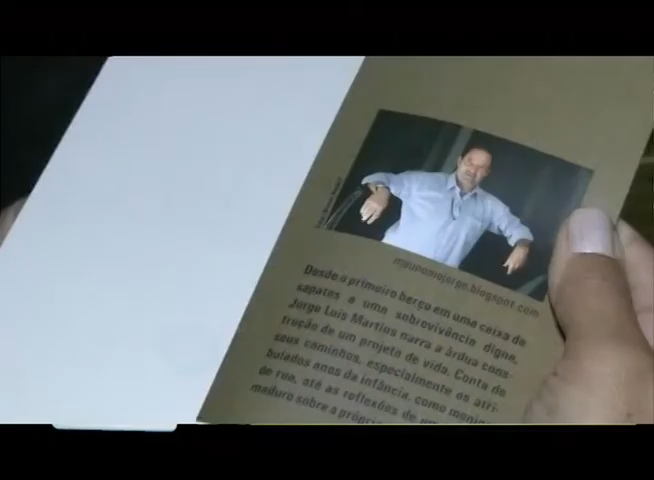 meunomejorge.blogspot.com
Desde o primeiro berço em uma caixa de
sapatos a uma sobrevivência digna,
Jorge Luis Martins narra a árdua cons-
trução de um projeto de vida. Conta de
seus caminhos, especialmente os atri-
bulados anos da infância, como menino
de rua, até as reflexões de um
maduro sobre a própria